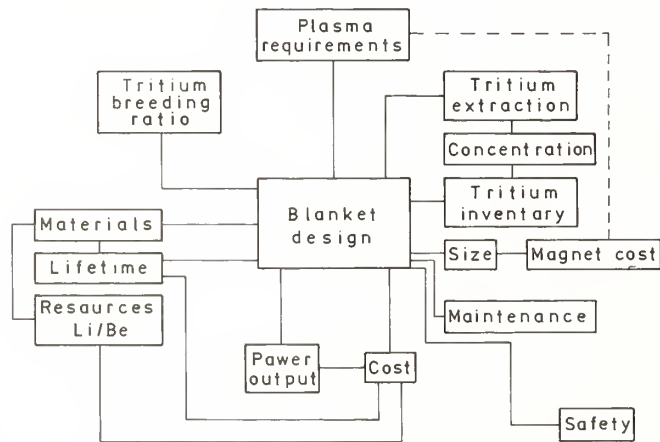 Plasma
requirements
Tritium
breeding
ratio
Tritium
extraction
Concentration
Tritium
inventory
Blanket
design
Materials
Lifetime
Resaurces
Li/Be
Size
Magnet cost
Maintenance
Pawer
output
Cost
Safety